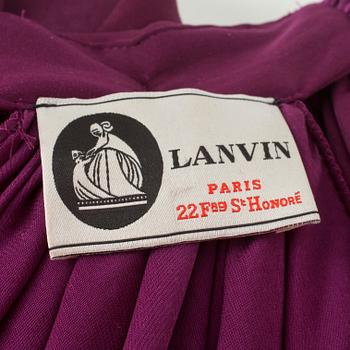 LANVIN
PARIS
22 FBG ST HONORÉ